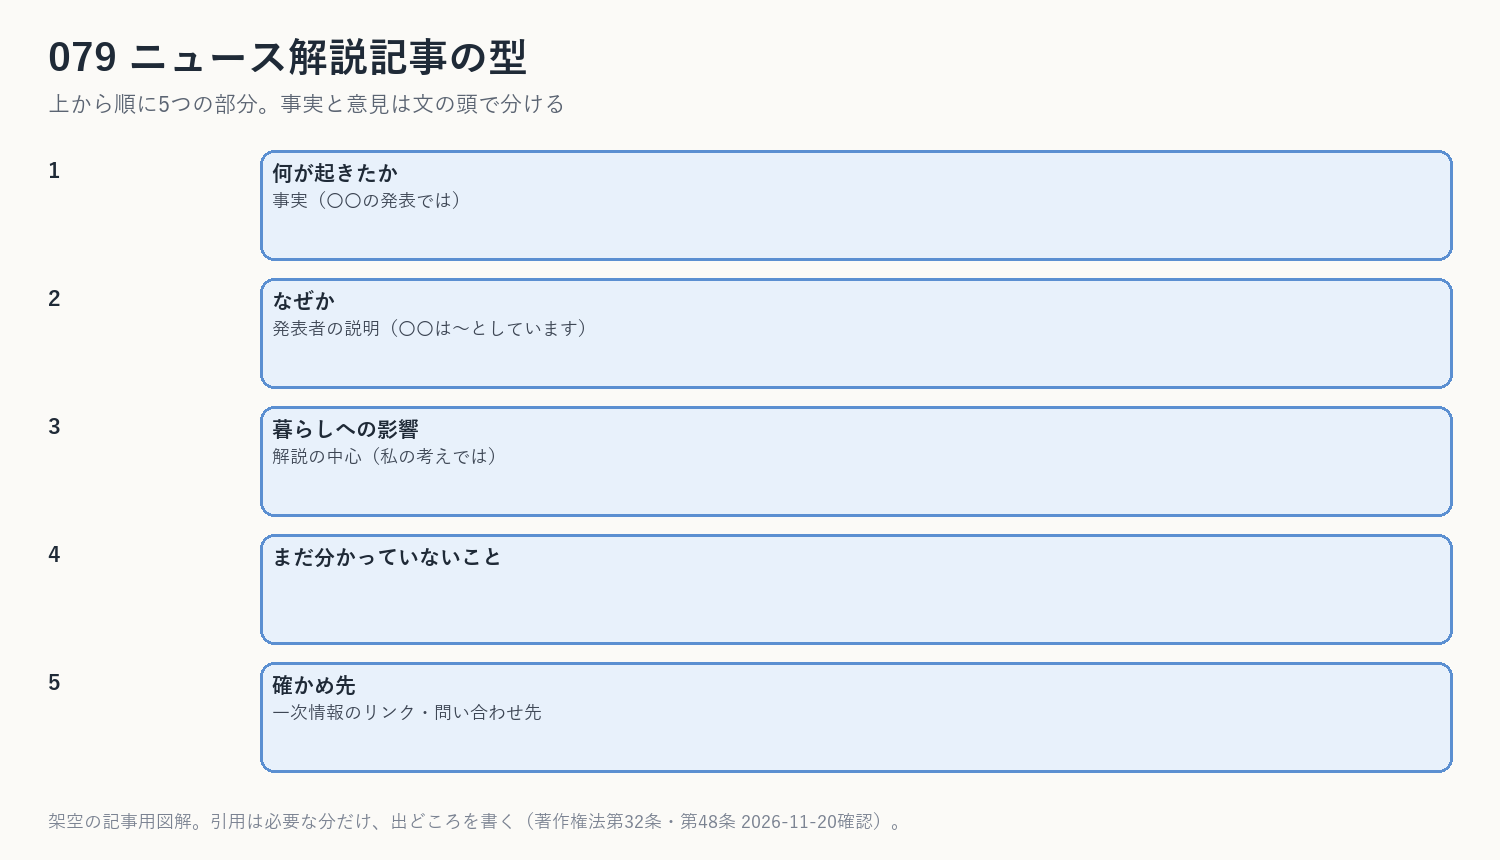 079 ニュース解説記事の型
上から順に5つの部分。事実と意見は文の頭で分ける
1
何が起きたか
事実（〇〇の発表では）
2
なぜか
発表者の説明（〇〇は〜としています）
3
暮らしへの影響
解説の中心（私の考えでは）
4
まだ分かっていないこと
5
確かめ先
一次情報のリンク・問い合わせ先
架空の記事用図解。引用は必要な分だけ、出どころを書く（著作権法第32条・第48条 2026-11-20確認）。